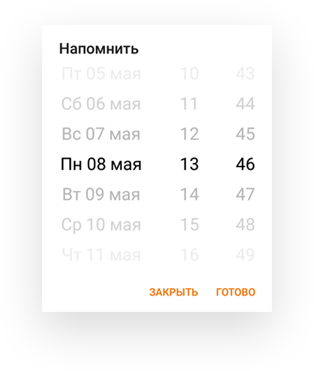 Напомнить
Пт 05 мая 10 43
Сб 06 мая 11 44
Вс 07 мая 12 45
Пн 08 мая 13 46
Вт 09 мая 14 47
Ср 10 мая 15 48
Чт 11 мая 16 49
ЗАКРЫТЬ ГОТОВО